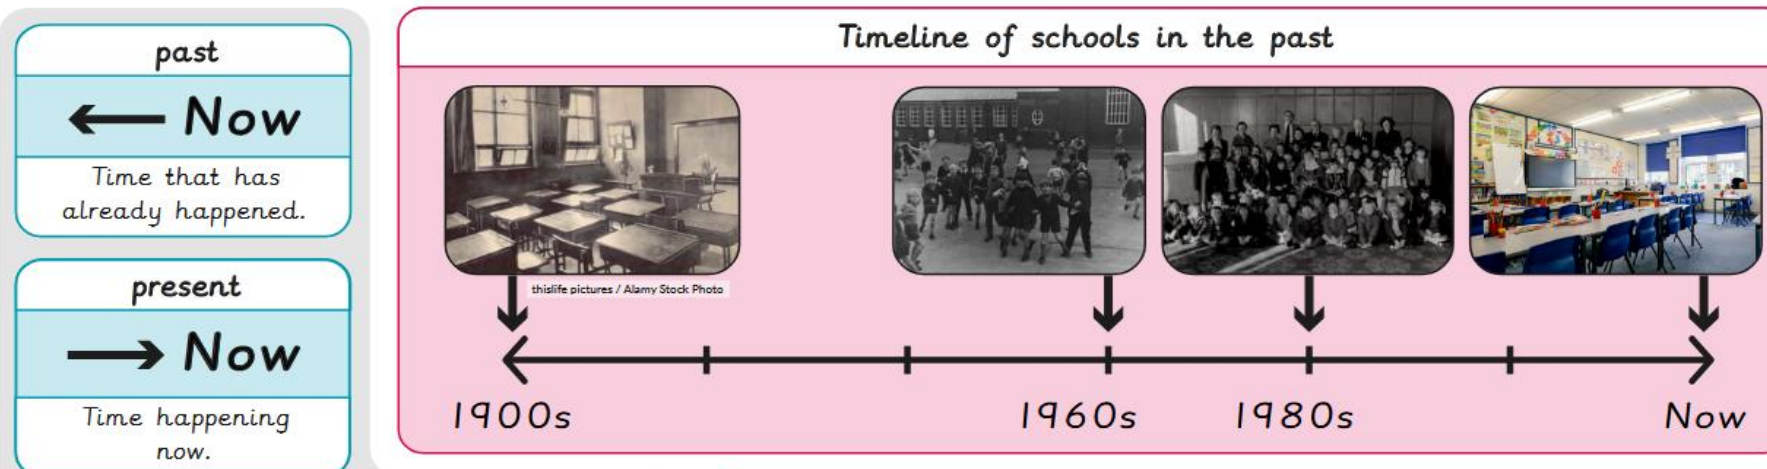 past
Now
Time that has
already happened.
present
Now
Time happening
now.
Timeline of schools in the past
thislife pictures / Alamy Stock Photo
1900s
1960s
1980s
Now